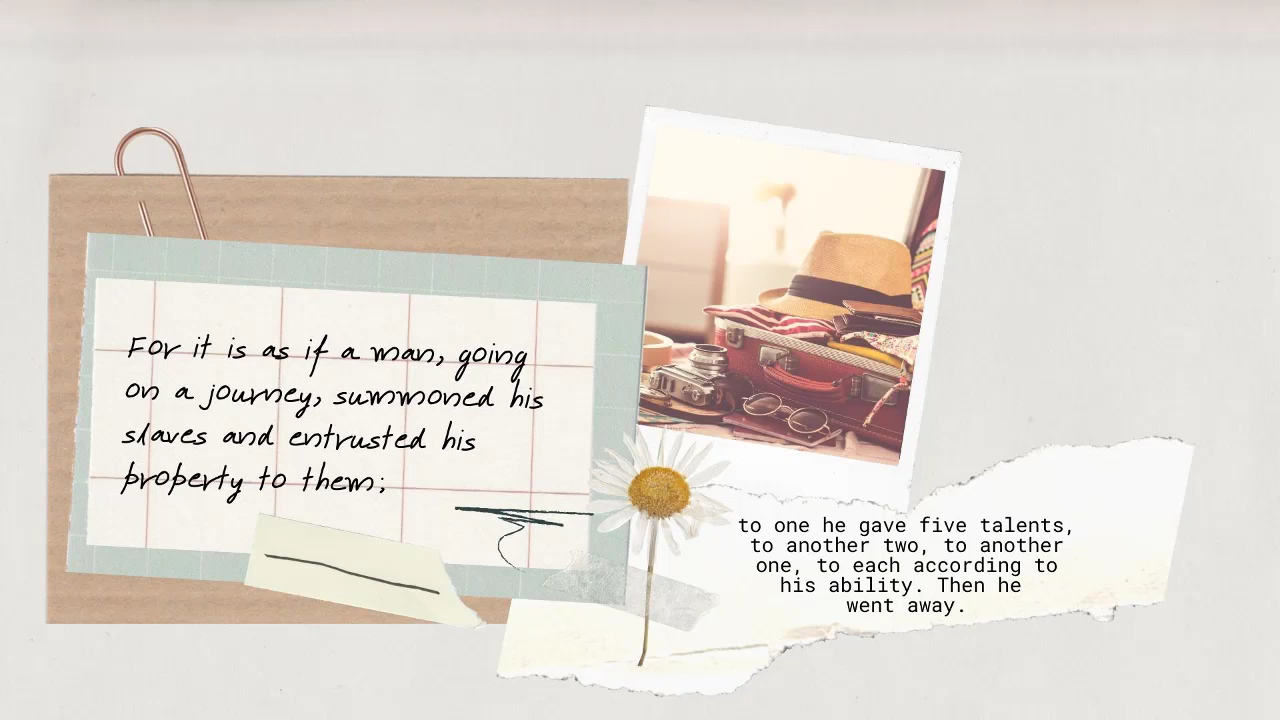 For it is as if a man, going
on a journey, summoned his
slaves and entrusted his
property to them;
to one he gave five talents,
to another two, to another
one, to each according to
his ability. Then he
went away.